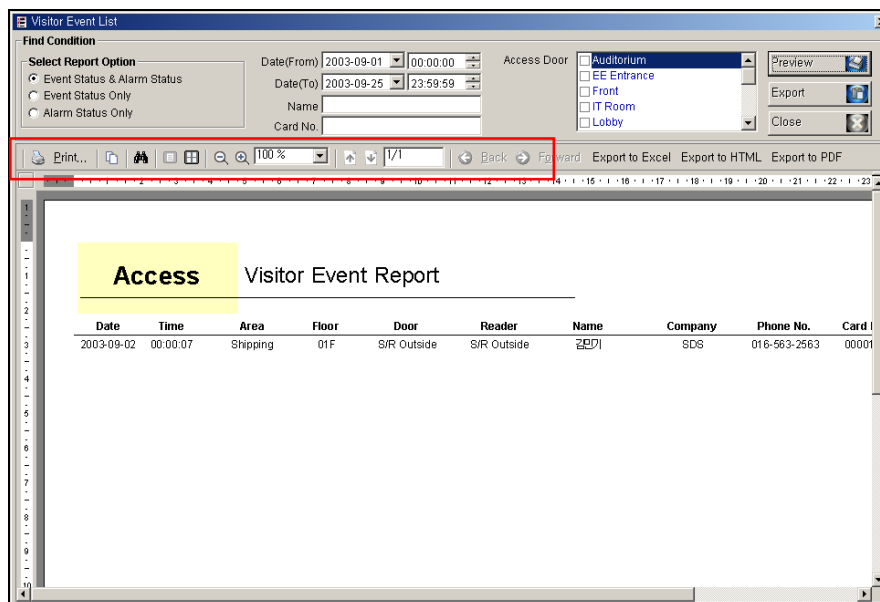 Visitor Event List
Find Condition
Select Report Option
Event Status & Alarm Status
Event Status Only
Alarm Status Only
Date(From) 2003-09-01 00:00:00
Date(To) 2003-09-25 23:59:59
Name
Card No.
Access Door
Auditorium
EE Entrance
Front
IT Room
Lobby
Preview
Export
Close
Print... 100 % 1/1 Back Forward Export to Excel Export to HTML Export to PDF
Access Visitor Event Report
Date Time Area Floor Door Reader Name Company Phone No. Card
2003-09-02 00:00:07 Shipping 01F S/R Outside S/R Outside 김민기 SDS 016-563-2563 00001